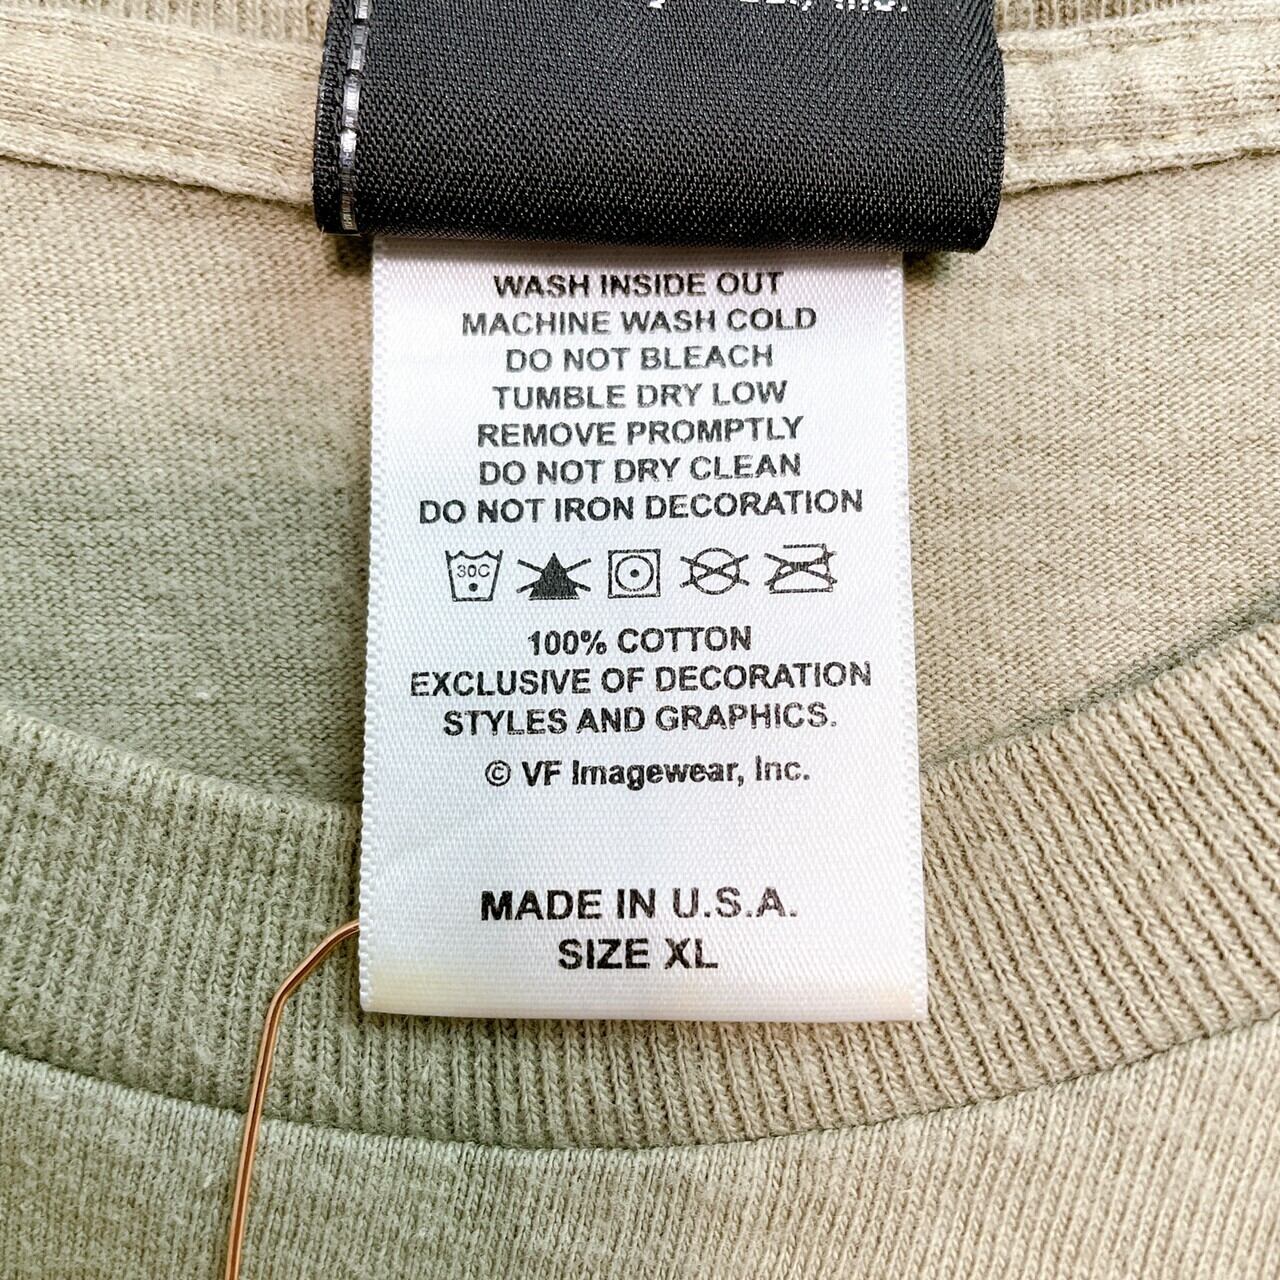 Inc.
WASH INSIDE OUT
MACHINE WASH COLD
DO NOT BLEACH
TUMBLE DRY LOW
REMOVE PROMPTLY
DO NOT DRY CLEAN
DO NOT IRON DECORATION
30C
100% COTTON
EXCLUSIVE OF DECORATION
STYLES AND GRAPHICS.
© VF Imagewear, Inc.
MADE IN U.S.A.
SIZE XL